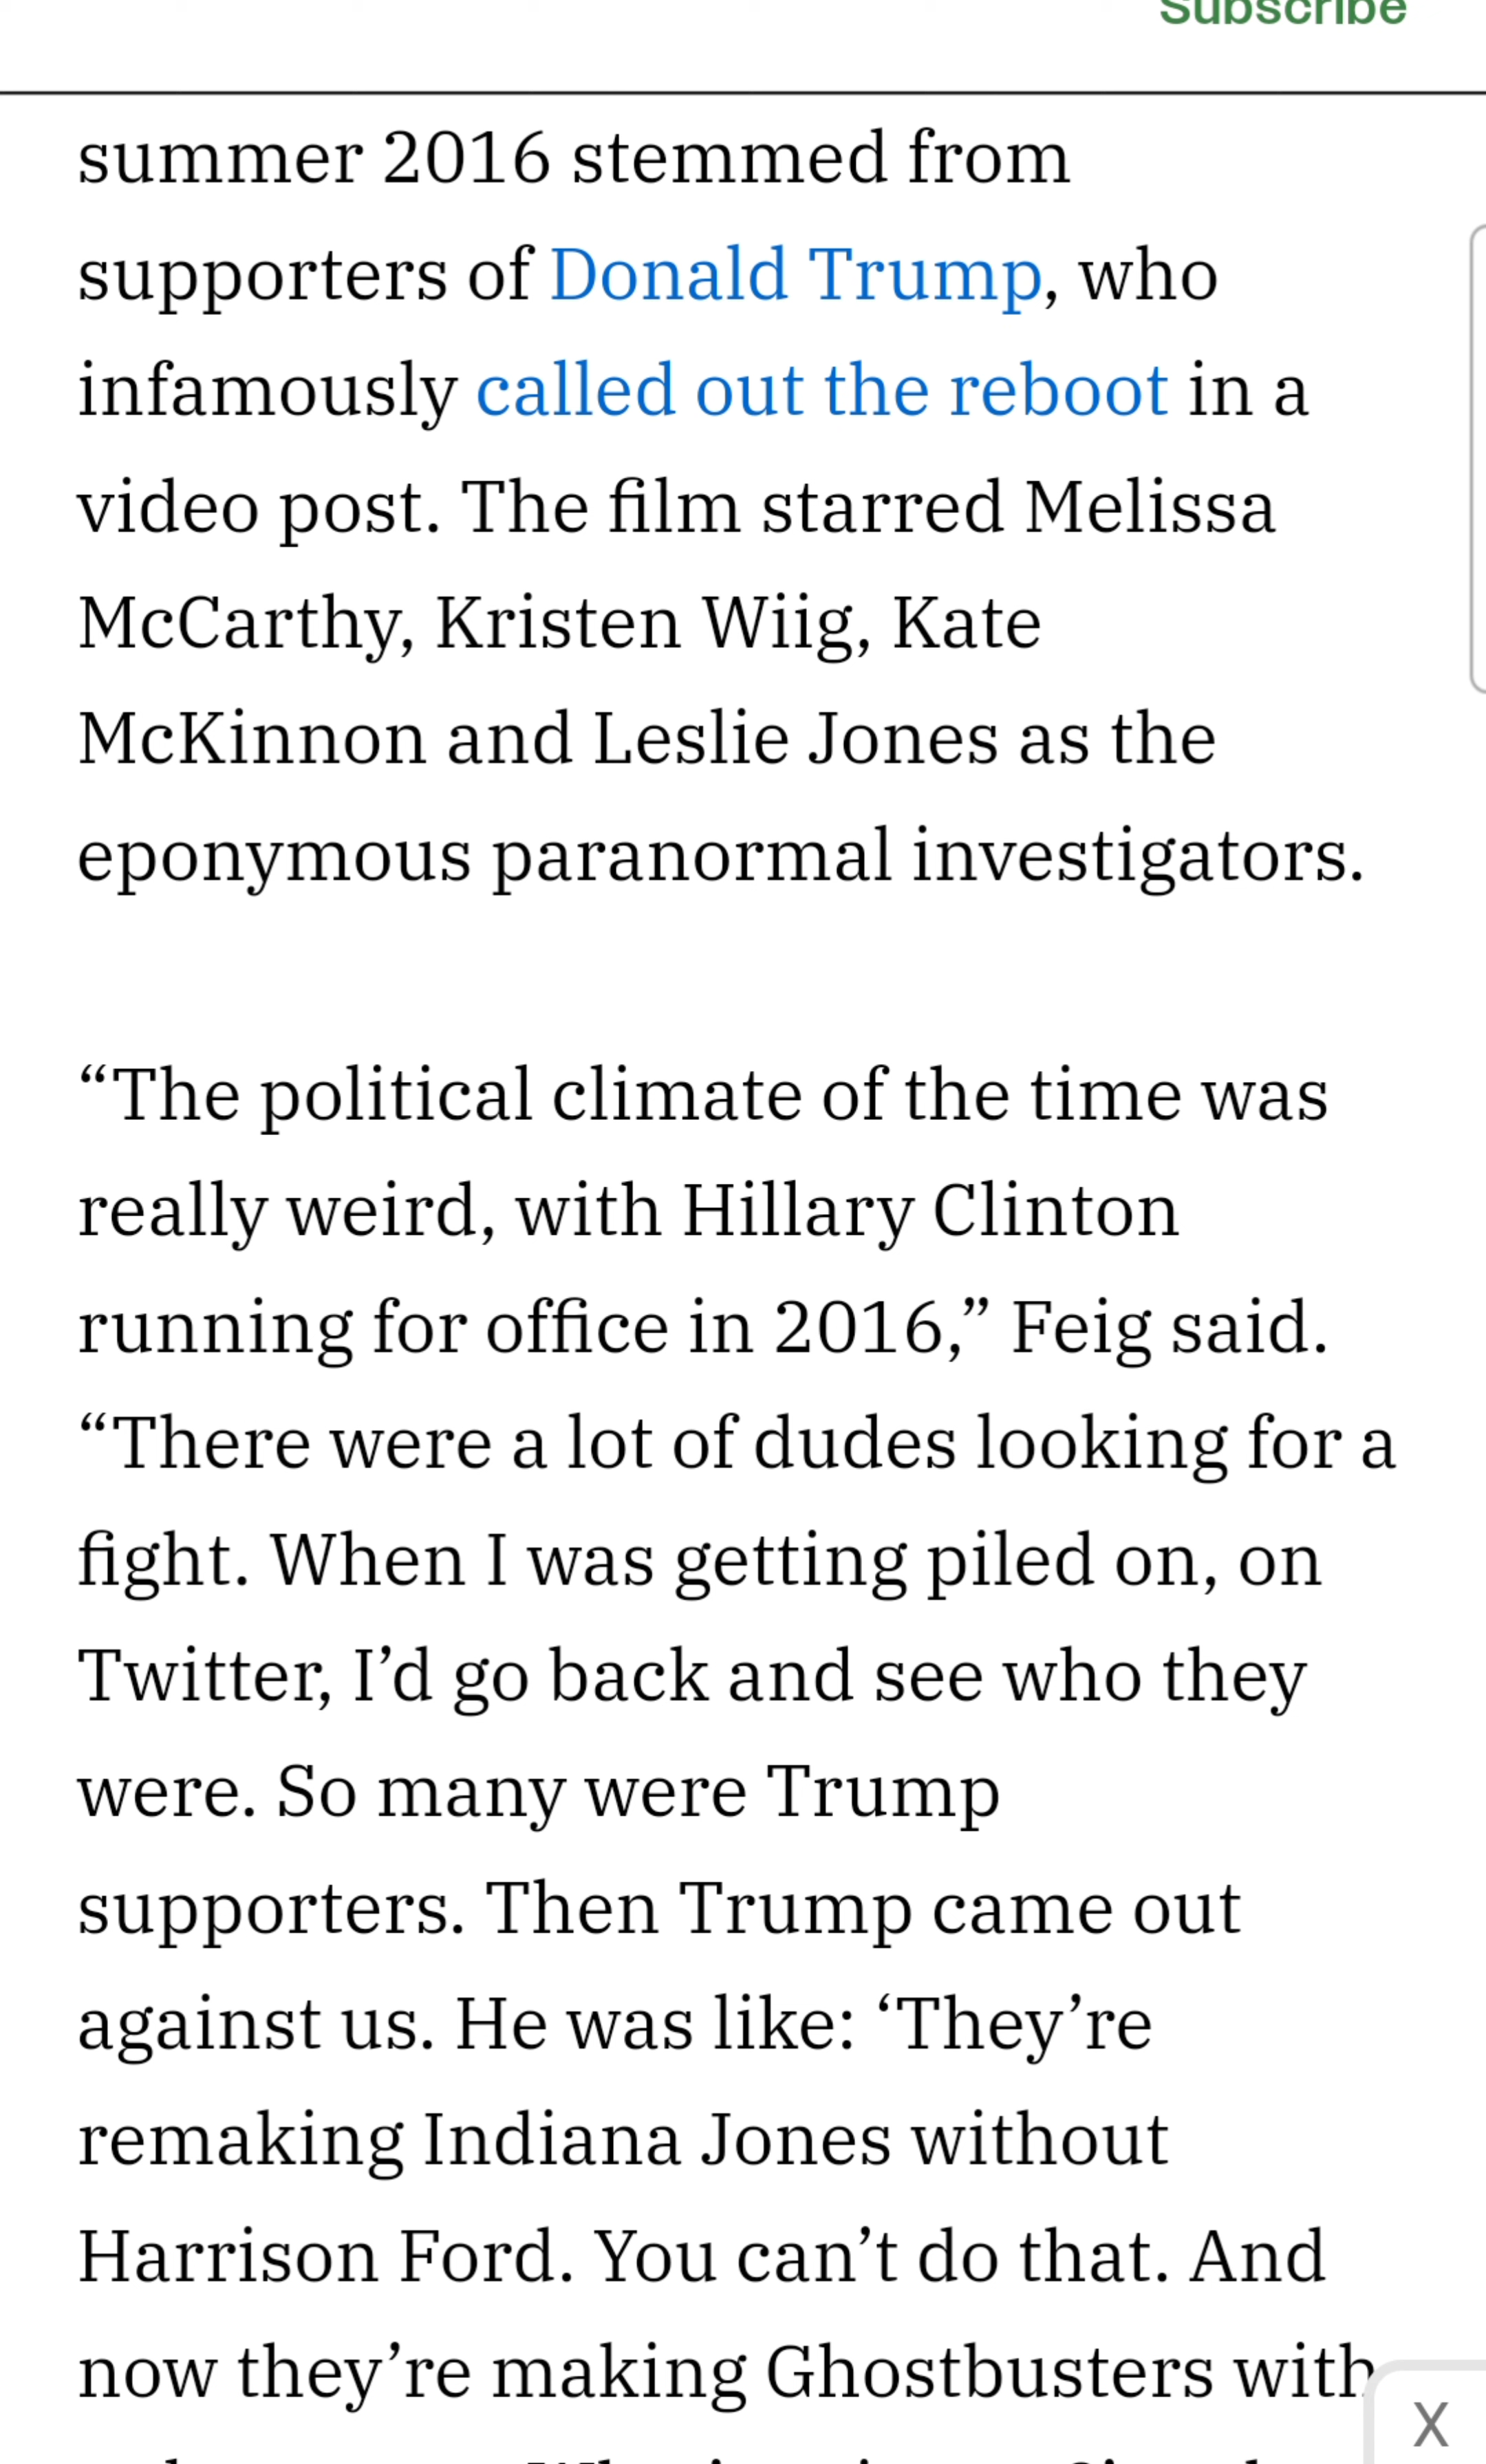 Subscribe
summer 2016 stemmed from
supporters of Donald Trump, who
infamously called out the reboot in a
video post. The film starred Melissa
McCarthy, Kristen Wiig, Kate
McKinnon and Leslie Jones as the
eponymous paranormal investigators.
“The political climate of the time was
really weird, with Hillary Clinton
running for office in 2016,” Feig said.
“There were a lot of dudes looking for a
fight. When I was getting piled on, on
Twitter, I’d go back and see who they
were. So many were Trump
supporters. Then Trump came out
against us. He was like: ‘They’re
remaking Indiana Jones without
Harrison Ford. You can’t do that. And
now they’re making Ghostbusters with
X